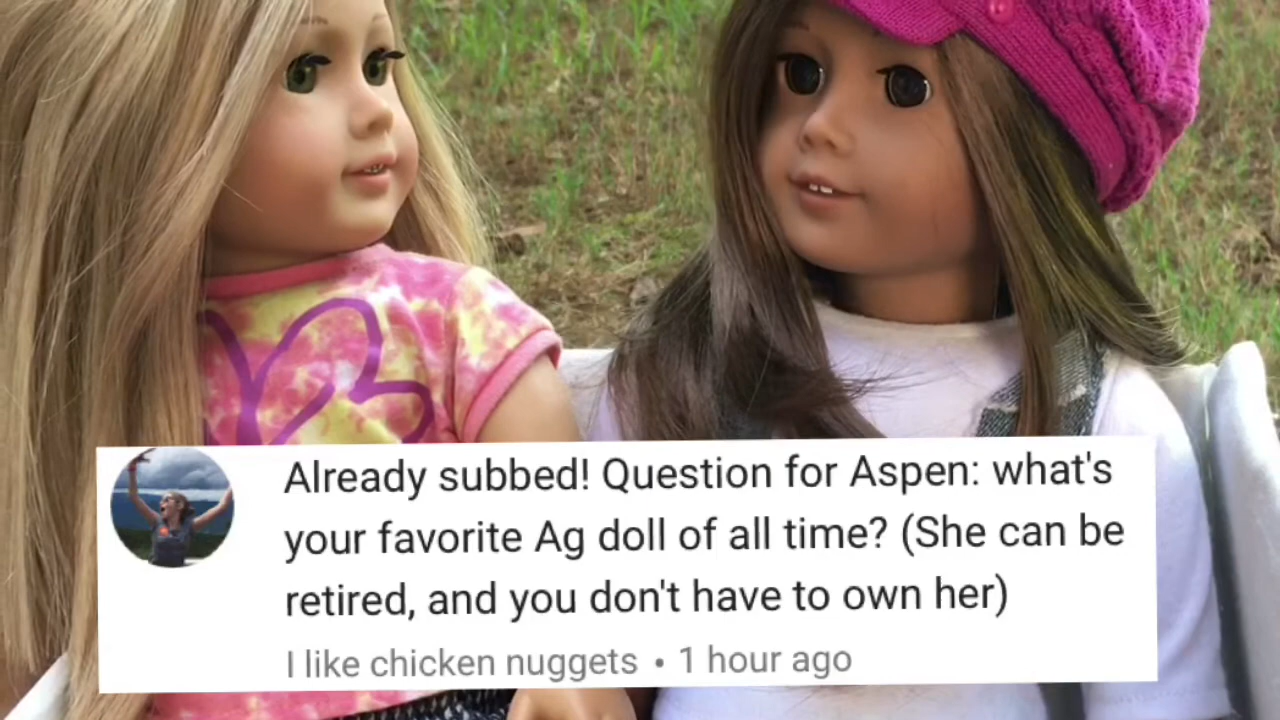 Already subbed! Question for Aspen: what's
your favorite Ag doll of all time? (She can be
retired, and you don't have to own her)
I like chicken nuggets • 1 hour ago